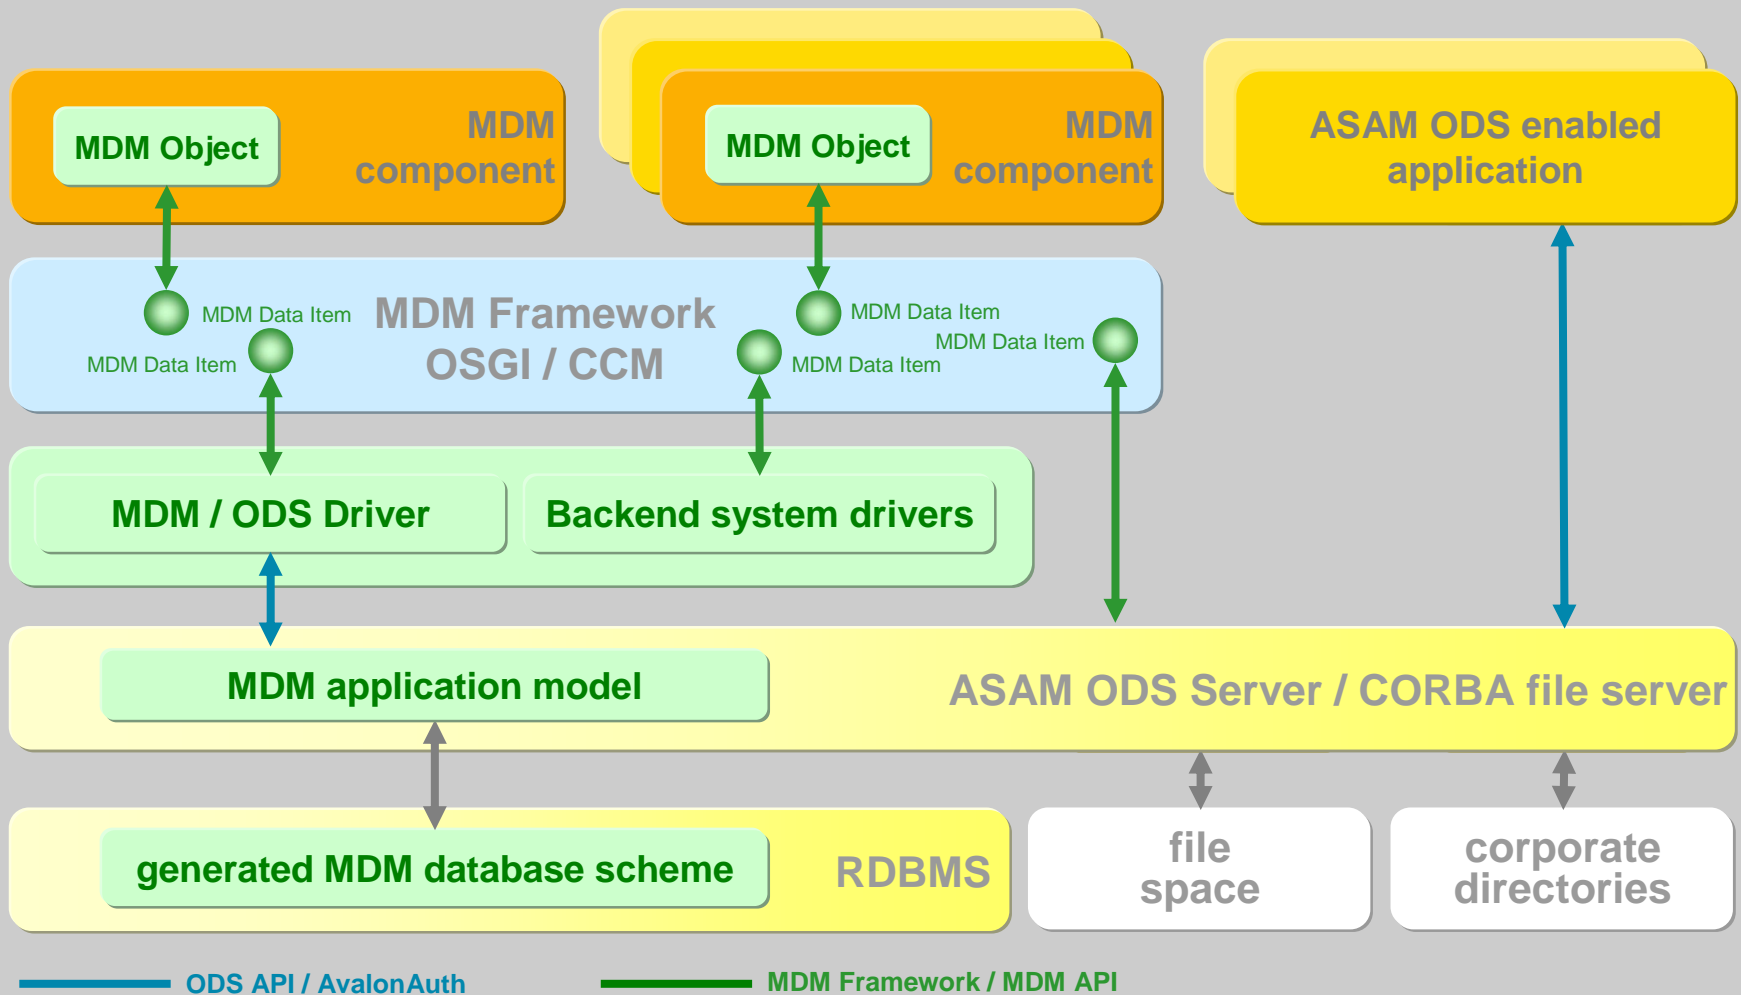 MDM Object
MDM
component
MDM Object
MDM
component
ASAM ODS enabled
application
MDM Data Item
MDM Data Item
MDM Framework
OSGI / CCM
MDM Data Item
MDM Data Item
MDM Data Item
MDM / ODS Driver
Backend system drivers
MDM application model
ASAM ODS Server / CORBA file server
generated MDM database scheme
RDBMS
file
space
corporate
directories
ODS API / AvalonAuth
MDM Framework / MDM API